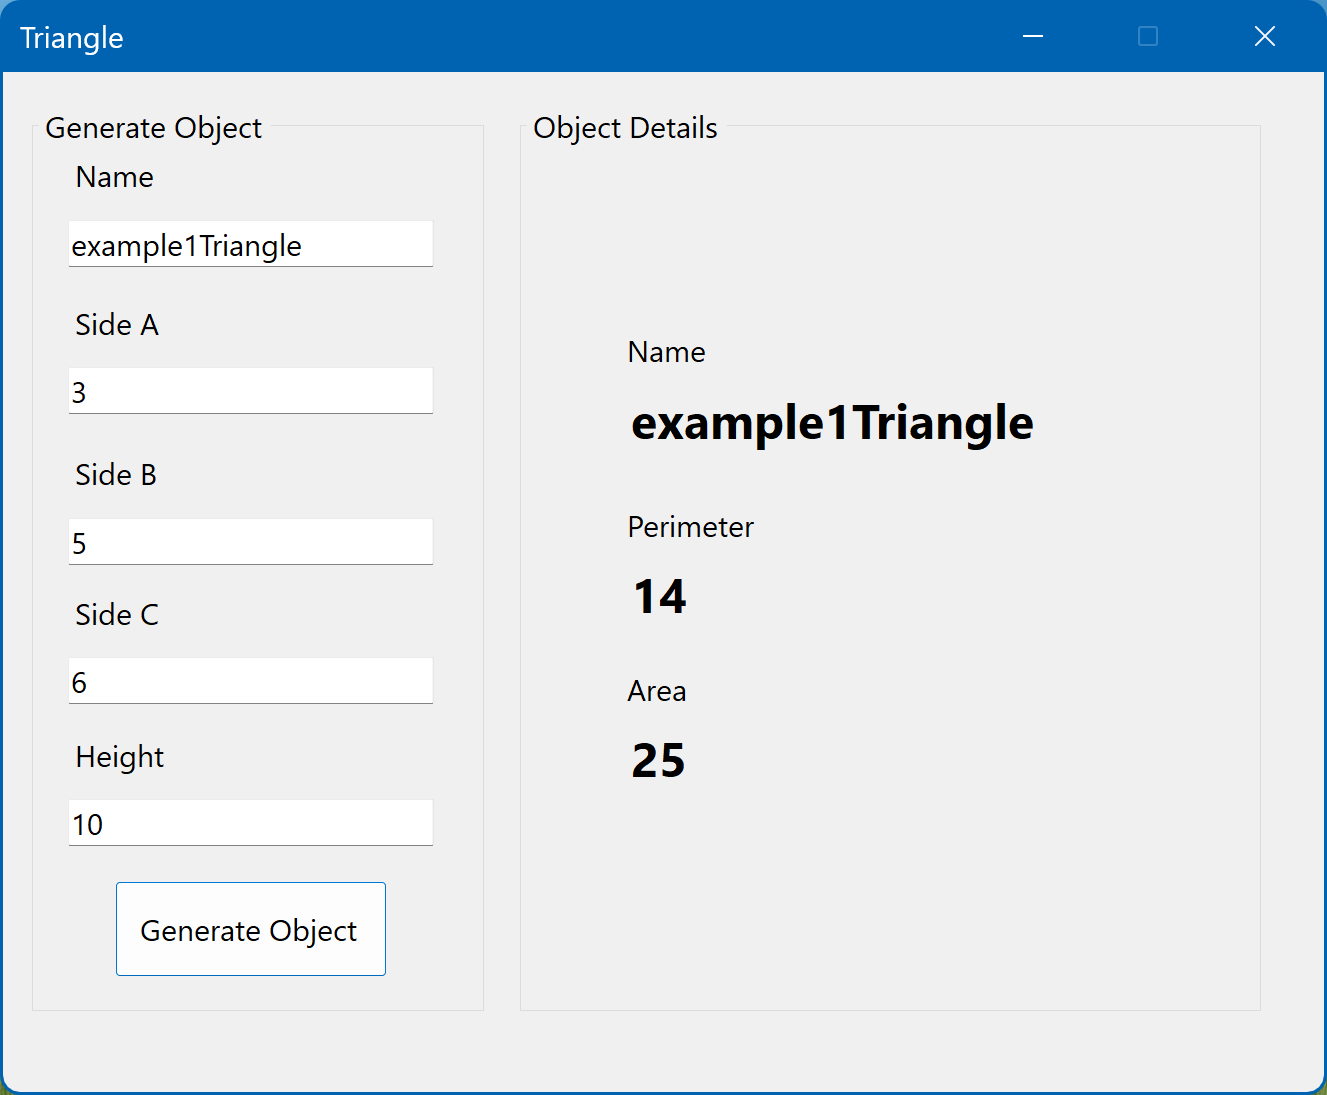 Triangle
Generate Object
Name
example1Triangle
Side A
3
Side B
5
Side C
6
Height
10
Generate Object
Object Details
Name
example1Triangle
Perimeter
14
Area
25